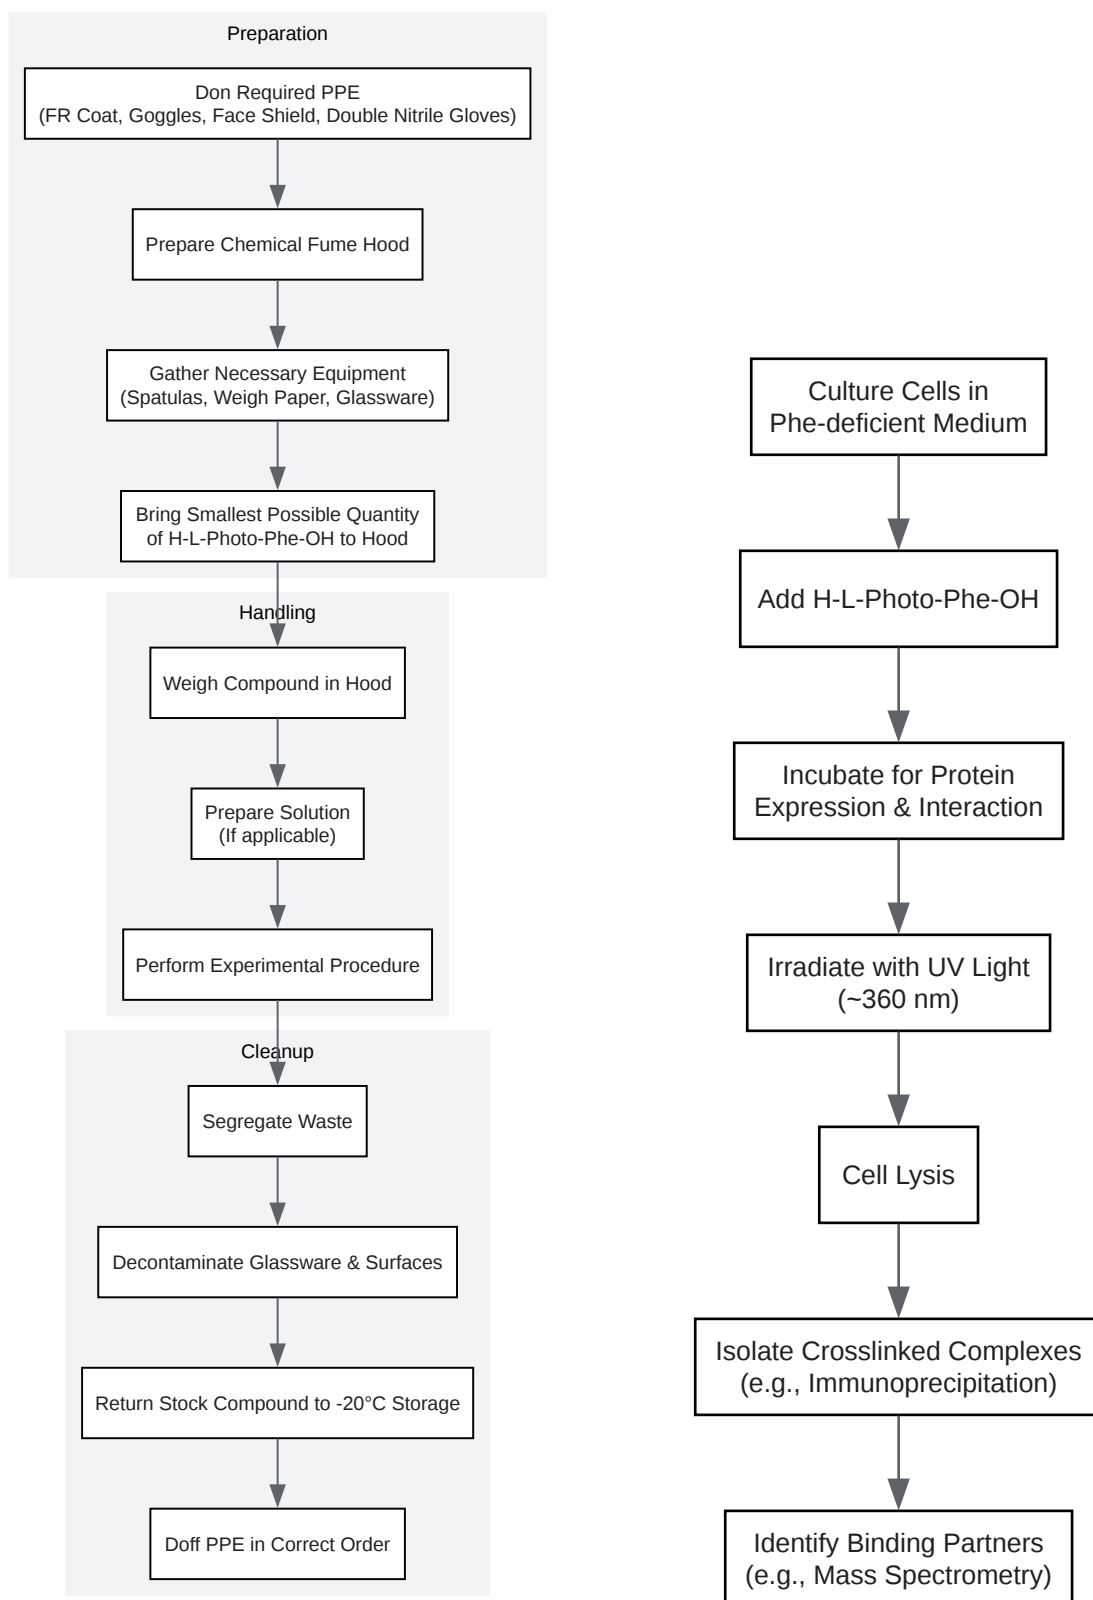 Preparation
Don Required PPE
(FR Coat, Goggles, Face Shield, Double Nitrile Gloves)
Prepare Chemical Fume Hood
Gather Necessary Equipment
(Spatulas, Weigh Paper, Glassware)
Bring Smallest Possible Quantity
of H-L-Photo-Phe-OH to Hood
Handling
Weigh Compound in Hood
Prepare Solution
(If applicable)
Perform Experimental Procedure
Cleanup
Segregate Waste
Decontaminate Glassware & Surfaces
Return Stock Compound to -20°C Storage
Doff PPE in Correct Order
Culture Cells in
Phe-deficient Medium
Add H-L-Photo-Phe-OH
Incubate for Protein
Expression & Interaction
Irradiate with UV Light
(~360 nm)
Cell Lysis
Isolate Crosslinked Complexes
(e.g., Immunoprecipitation)
Identify Binding Partners
(e.g., Mass Spectrometry)